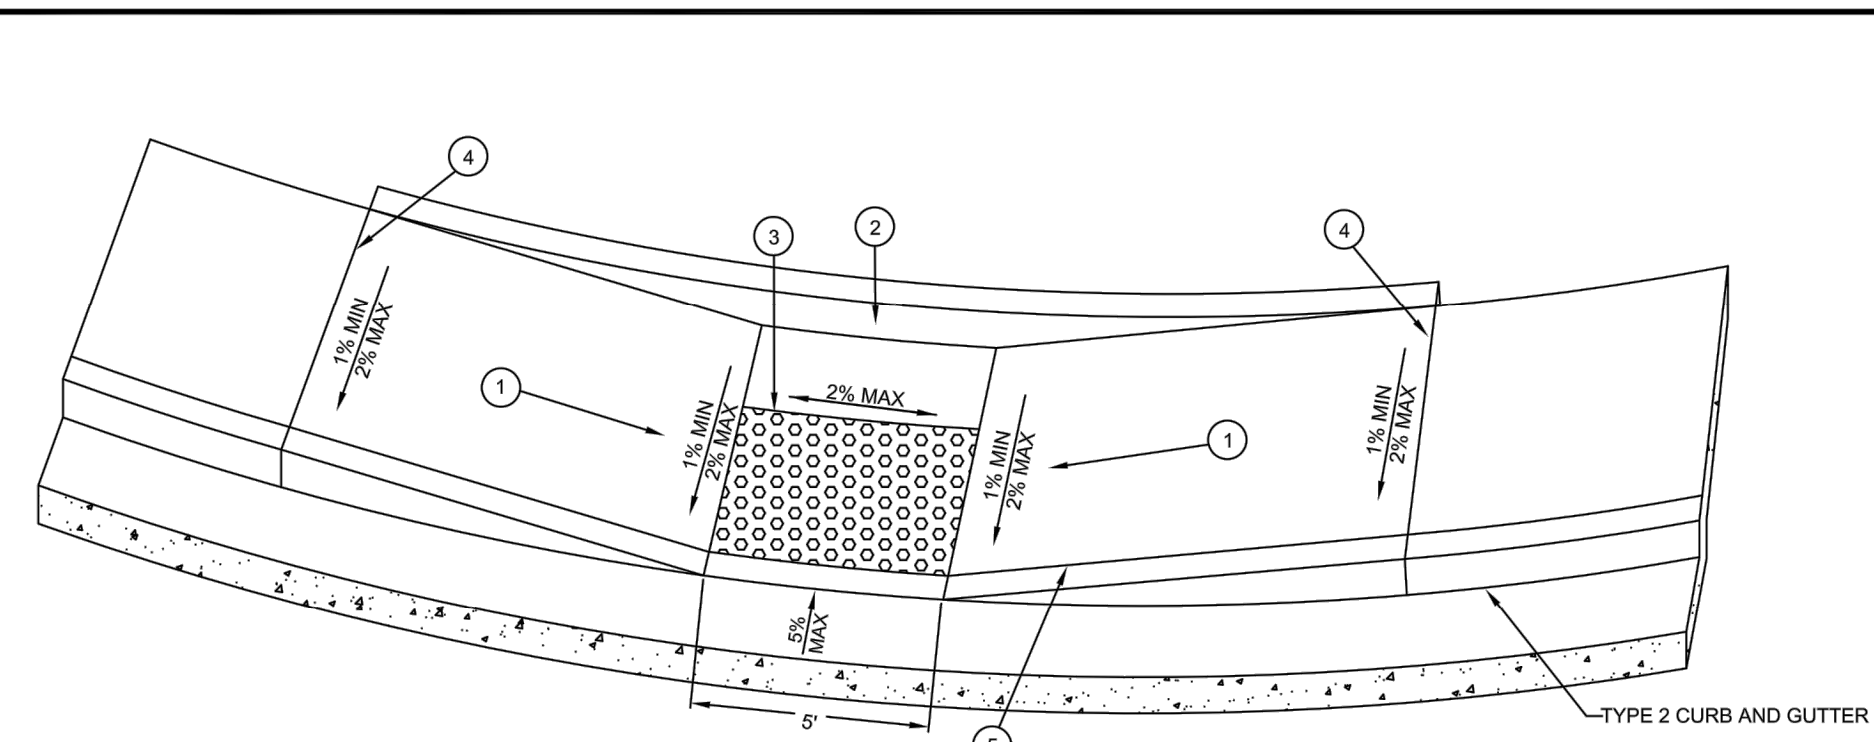 4
3
2
4
1% MIN
2% MAX
1
1% MIN
2% MAX
2% MAX
1% MIN
2% MAX
1
1% MIN
2% MAX
5%
MAX
5'
5
TYPE 2 CURB AND GUTTER